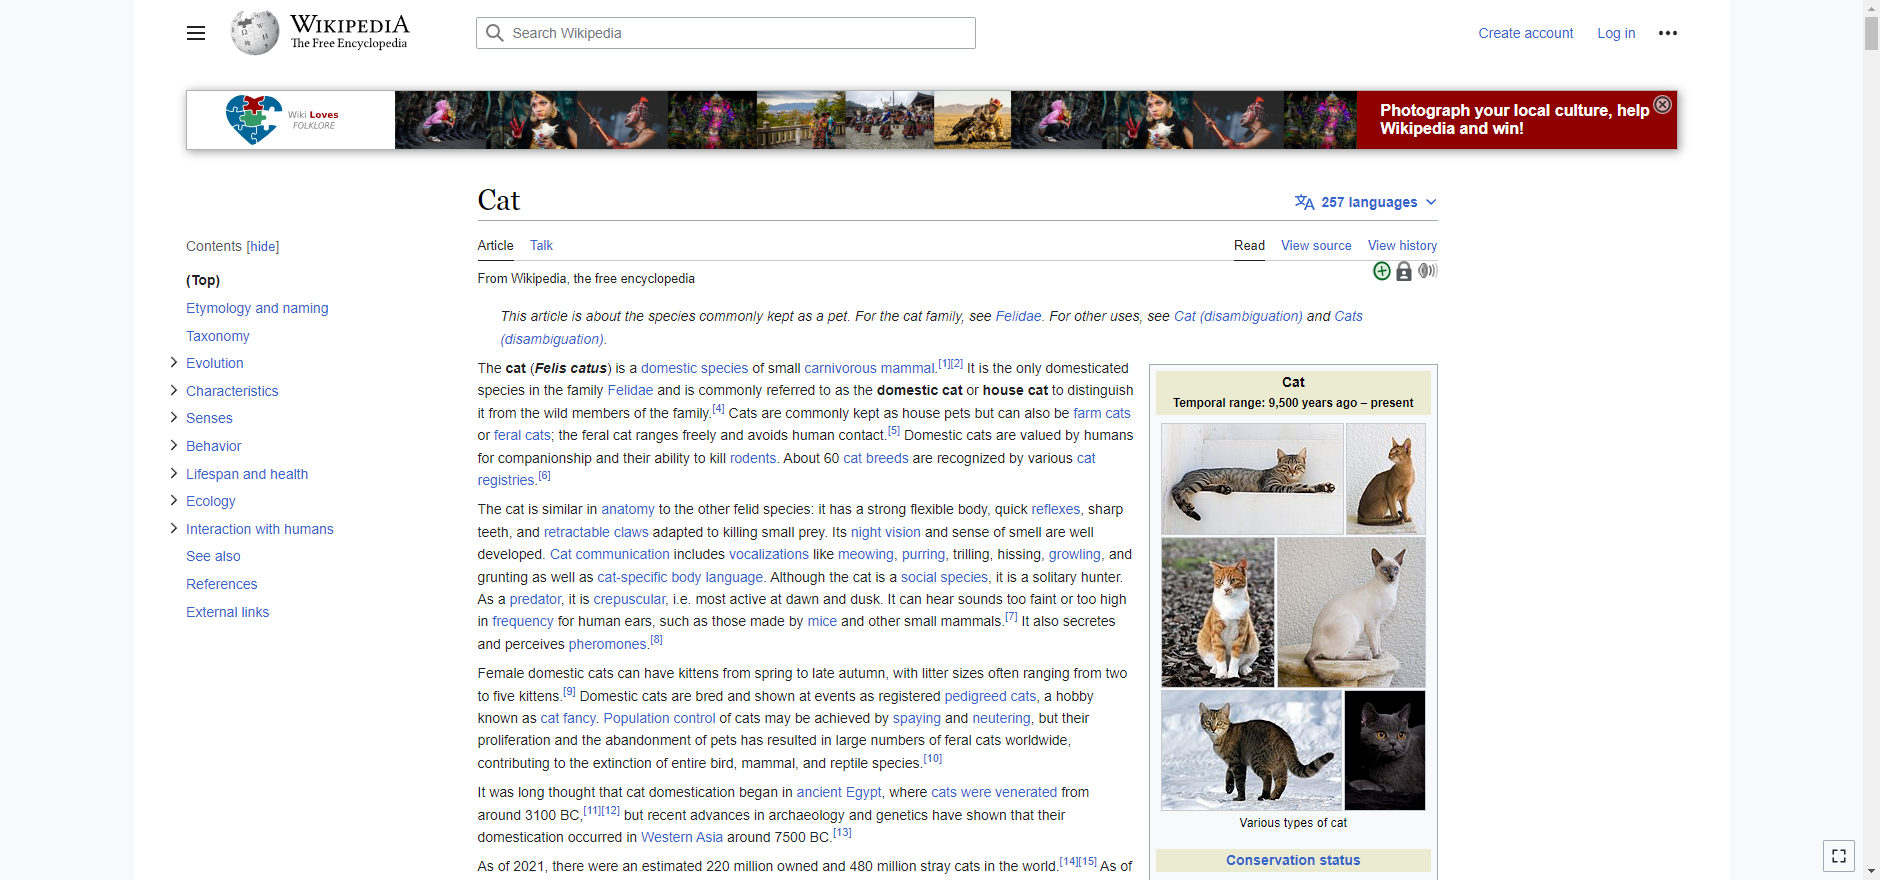 WIKIPEDIA
The Free Encyclopedia
Search Wikipedia
Create account
Log in
Wiki Loves
FOLKLORE
Photograph your local culture, help
Wikipedia and win!
Cat
257 languages
Contents [hide]
(Top)
Etymology and naming
Taxonomy
Evolution
Characteristics
Senses
Behavior
Lifespan and health
Ecology
Interaction with humans
See also
References
External links
Article
Talk
Read
View source
View history
From Wikipedia, the free encyclopedia
This article is about the species commonly kept as a pet. For the cat family, see Felidae. For other uses, see Cat (disambiguation) and Cats
(disambiguation).
The cat (Felis catus) is a domestic species of small carnivorous mammal.[1][2] It is the only domesticated
species in the family Felidae and is commonly referred to as the domestic cat or house cat to distinguish
it from the wild members of the family.[4] Cats are commonly kept as house pets but can also be farm cats
or feral cats; the feral cat ranges freely and avoids human contact.[5] Domestic cats are valued by humans
for companionship and their ability to kill rodents. About 60 cat breeds are recognized by various cat
registries.[6]
The cat is similar in anatomy to the other felid species: it has a strong flexible body, quick reflexes, sharp
teeth, and retractable claws adapted to killing small prey. Its night vision and sense of smell are well
developed. Cat communication includes vocalizations like meowing, purring, trilling, hissing, growling, and
grunting as well as cat-specific body language. Although the cat is a social species, it is a solitary hunter.
As a predator, it is crepuscular, i.e. most active at dawn and dusk. It can hear sounds too faint or too high
in frequency for human ears, such as those made by mice and other small mammals.[7] It also secretes
and perceives pheromones.[8]
Female domestic cats can have kittens from spring to late autumn, with litter sizes often ranging from two
to five kittens.[9] Domestic cats are bred and shown at events as registered pedigreed cats, a hobby
known as cat fancy. Population control of cats may be achieved by spaying and neutering, but their
proliferation and the abandonment of pets has resulted in large numbers of feral cats worldwide,
contributing to the extinction of entire bird, mammal, and reptile species.[10]
It was long thought that cat domestication began in ancient Egypt, where cats were venerated from
around 3100 BC,[11][12] but recent advances in archaeology and genetics have shown that their
domestication occurred in Western Asia around 7500 BC.[13]
As of 2021, there were an estimated 220 million owned and 480 million stray cats in the world.[14][15] As of
Cat
Temporal range: 9,500 years ago – present
Various types of cat
Conservation status